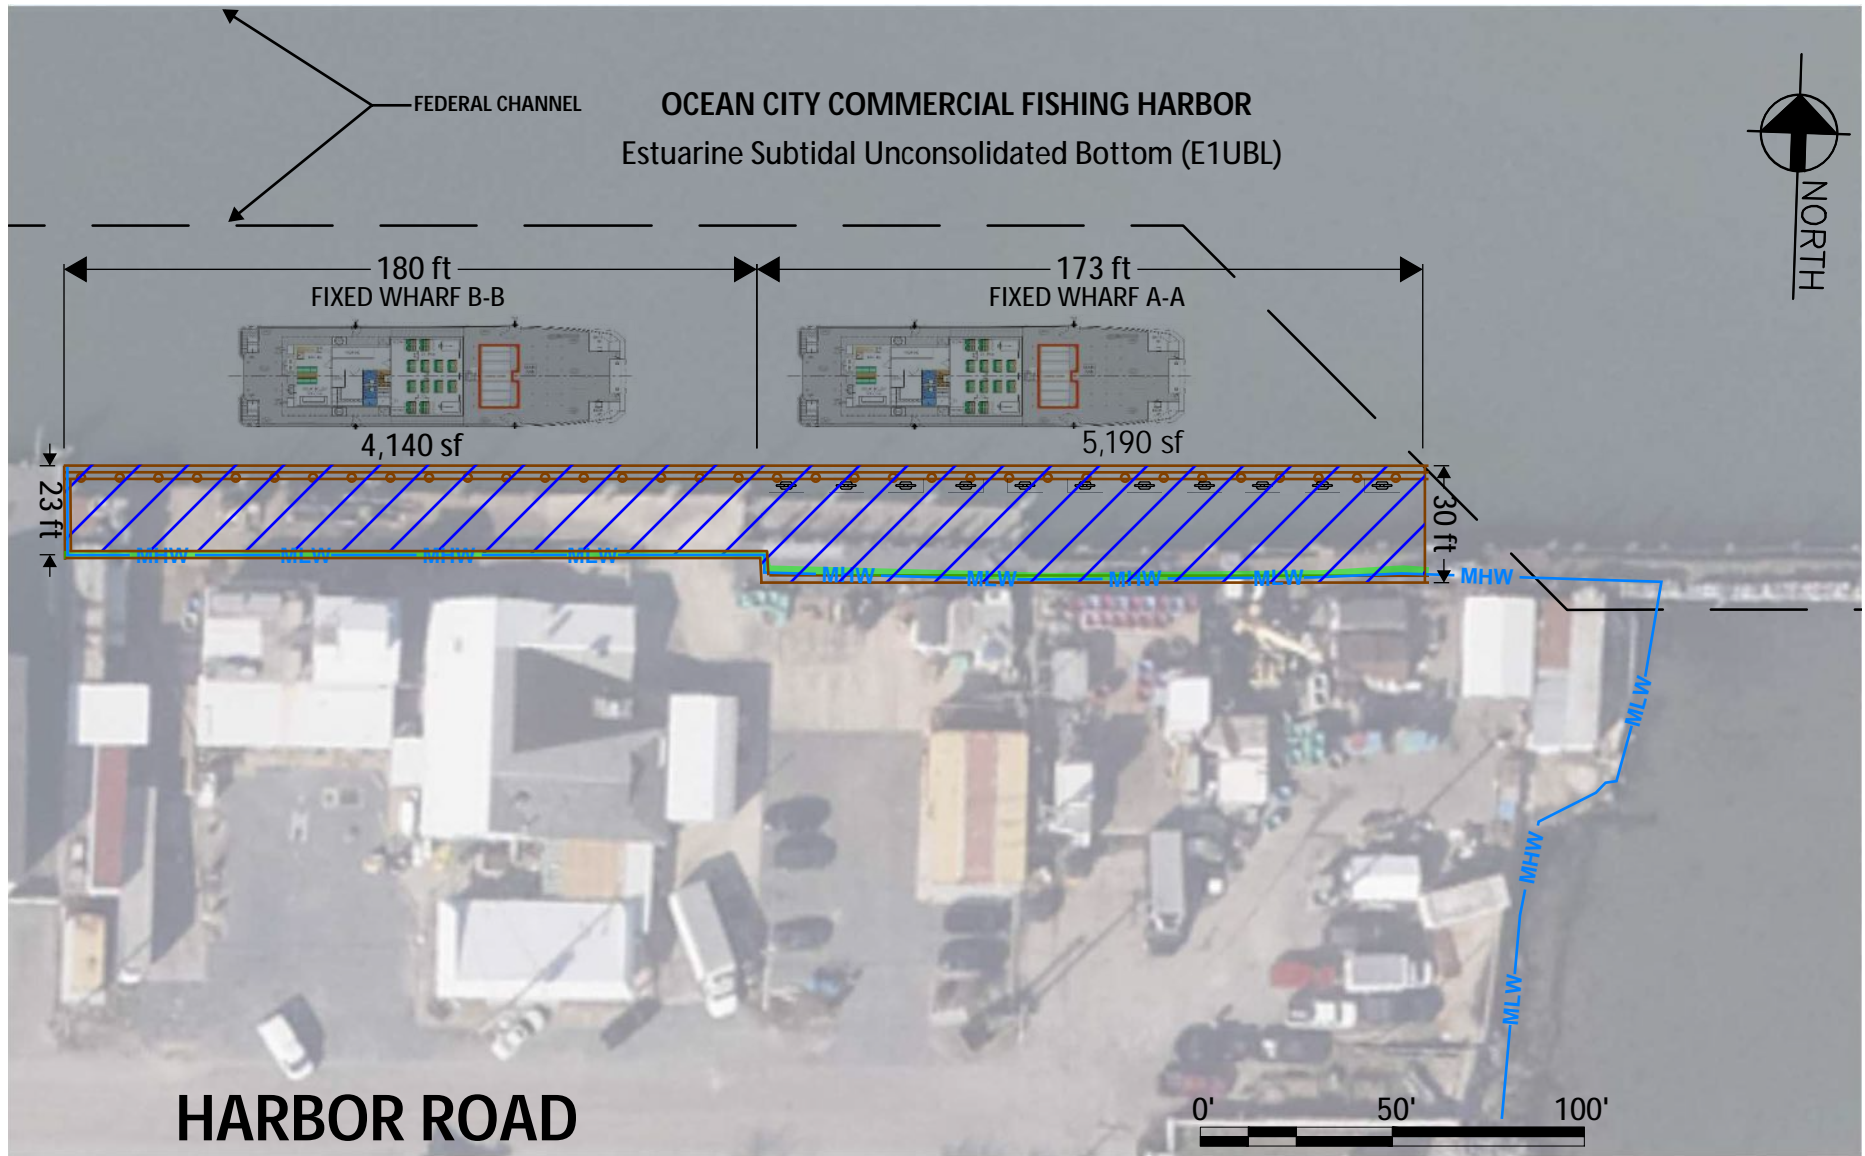 FEDERAL CHANNEL
OCEAN CITY COMMERCIAL FISHING HARBOR
Estuarine Subtidal Unconsolidated Bottom (E1UBL)
NORTH
180 ft
FIXED WHARF B-B
173 ft
FIXED WHARF A-A
4,140 sf
5,190 sf
23 ft
30 ft
MHW
MLW
MHW
MLW
MHW
MLW
MHW
MLW
MHW
MLW
MHW
MLW
HARBOR ROAD
0'
50'
100'